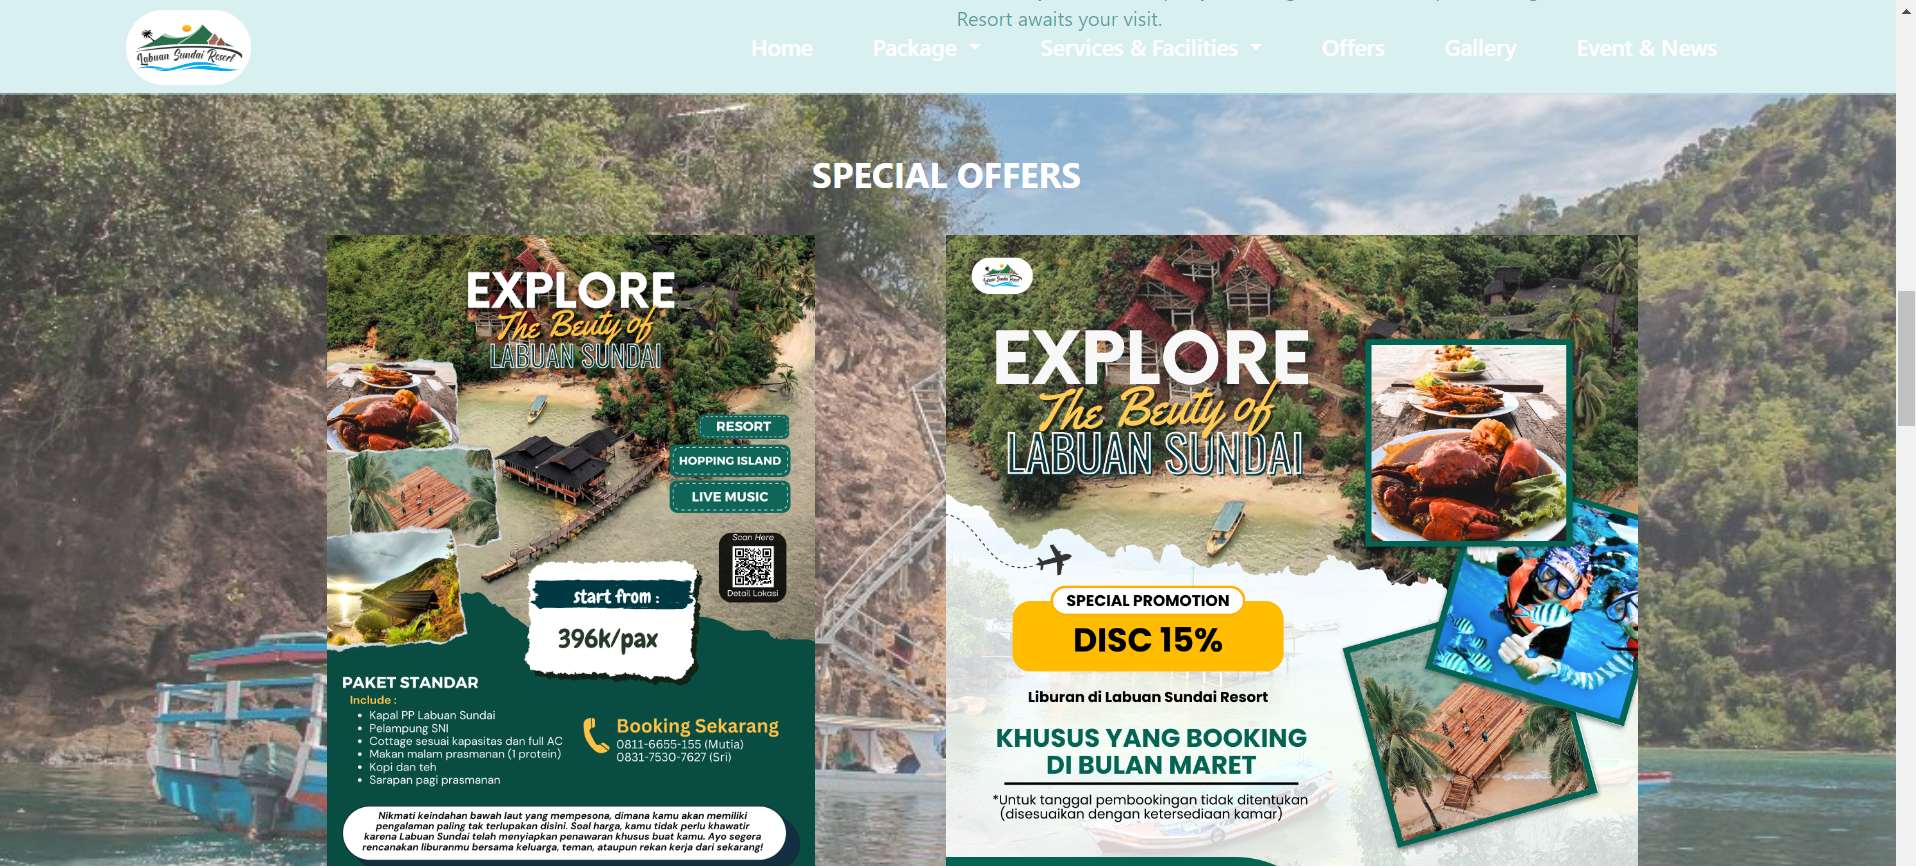 Resort awaits your visit.
Labuan Sundai Resort
Home
Package
Services & Facilities
Offers
Gallery
Event & News
SPECIAL OFFERS
EXPLORE
The Beuty of
LABUAN SUNDAI
RESORT
HOPPING ISLAND
LIVE MUSIC
Scan Here
Detail Lokasi
start from :
396k/pax
PAKET STANDAR
Include :
• Kapal PP Labuan Sundai
• Pelampung SNI
• Cottage sesuai kapasitas dan full AC
• Makan malam prasmanan (1 protein)
• Kopi dan teh
• Sarapan pagi prasmanan
Booking Sekarang
0811-6655-155 (Mutia)
0831-7530-7627 (Sri)
Nikmati keindahan bawah laut yang mempesona, dimana kamu akan memiliki
pengalaman paling tak terlupakan disini. Soal harga, kamu tidak perlu khawatir
karena Labuan Sundai telah menyiapkan penawaran khusus buat kamu. Ayo segera
rencanakan liburanmu bersama keluarga, teman, ataupun rekan kerja dari sekarang!
Labuan Sundai Resort
EXPLORE
The Beuty of
LABUAN SUNDAI
SPECIAL PROMOTION
DISC 15%
Liburan di Labuan Sundai Resort
KHUSUS YANG BOOKING
DI BULAN MARET
*Untuk tanggal pembookingan tidak ditentukan
(disesuaikan dengan ketersediaan kamar)